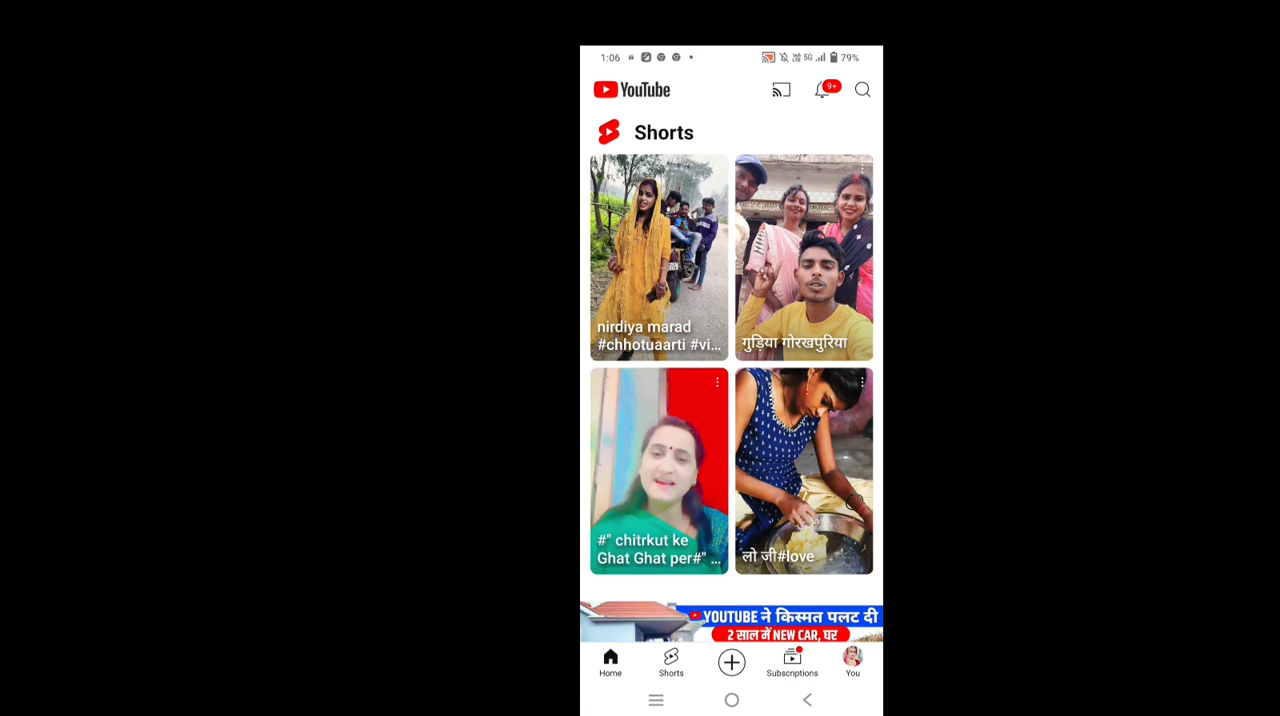 1:06
5G
79%
YouTube
9+
Shorts
nirdiya marad
#chhotuaarti #vi...
गुड़िया गोरखपुरिया
#" chitrkut ke
Ghat Ghat per#" ...
लो जी#love
YOUTUBE ने किस्मत पलट दी
2 साल में NEW CAR, घर
Home
Shorts
Subscriptions
You